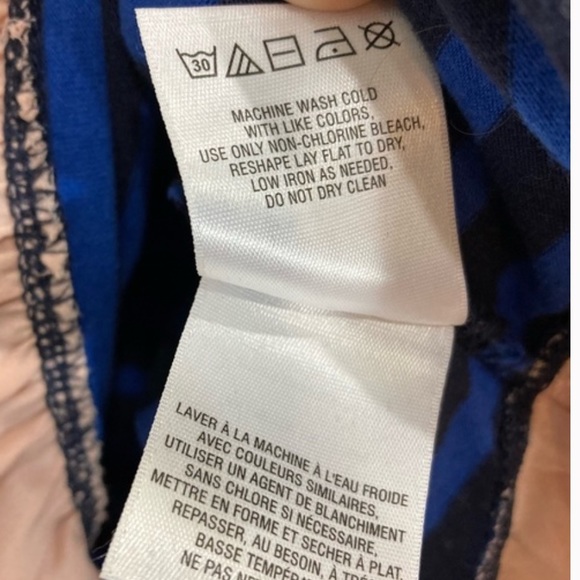 30
MACHINE WASH COLD
WITH LIKE COLORS,
USE ONLY NON-CHLORINE BLEACH,
RESHAPE LAY FLAT TO DRY,
LOW IRON AS NEEDED.
DO NOT DRY CLEAN
LAVER À LA MACHINE À L'EAU FROIDE
AVEC COULEURS SIMILAIRES,
UTILISER UN AGENT DE BLANCHIMENT
SANS CHLORE SI NÉCESSAIRE,
METTRE EN FORME ET SECHER À PLAT.
REPASSER, AU BESOIN, À
BASSE
NE PAS